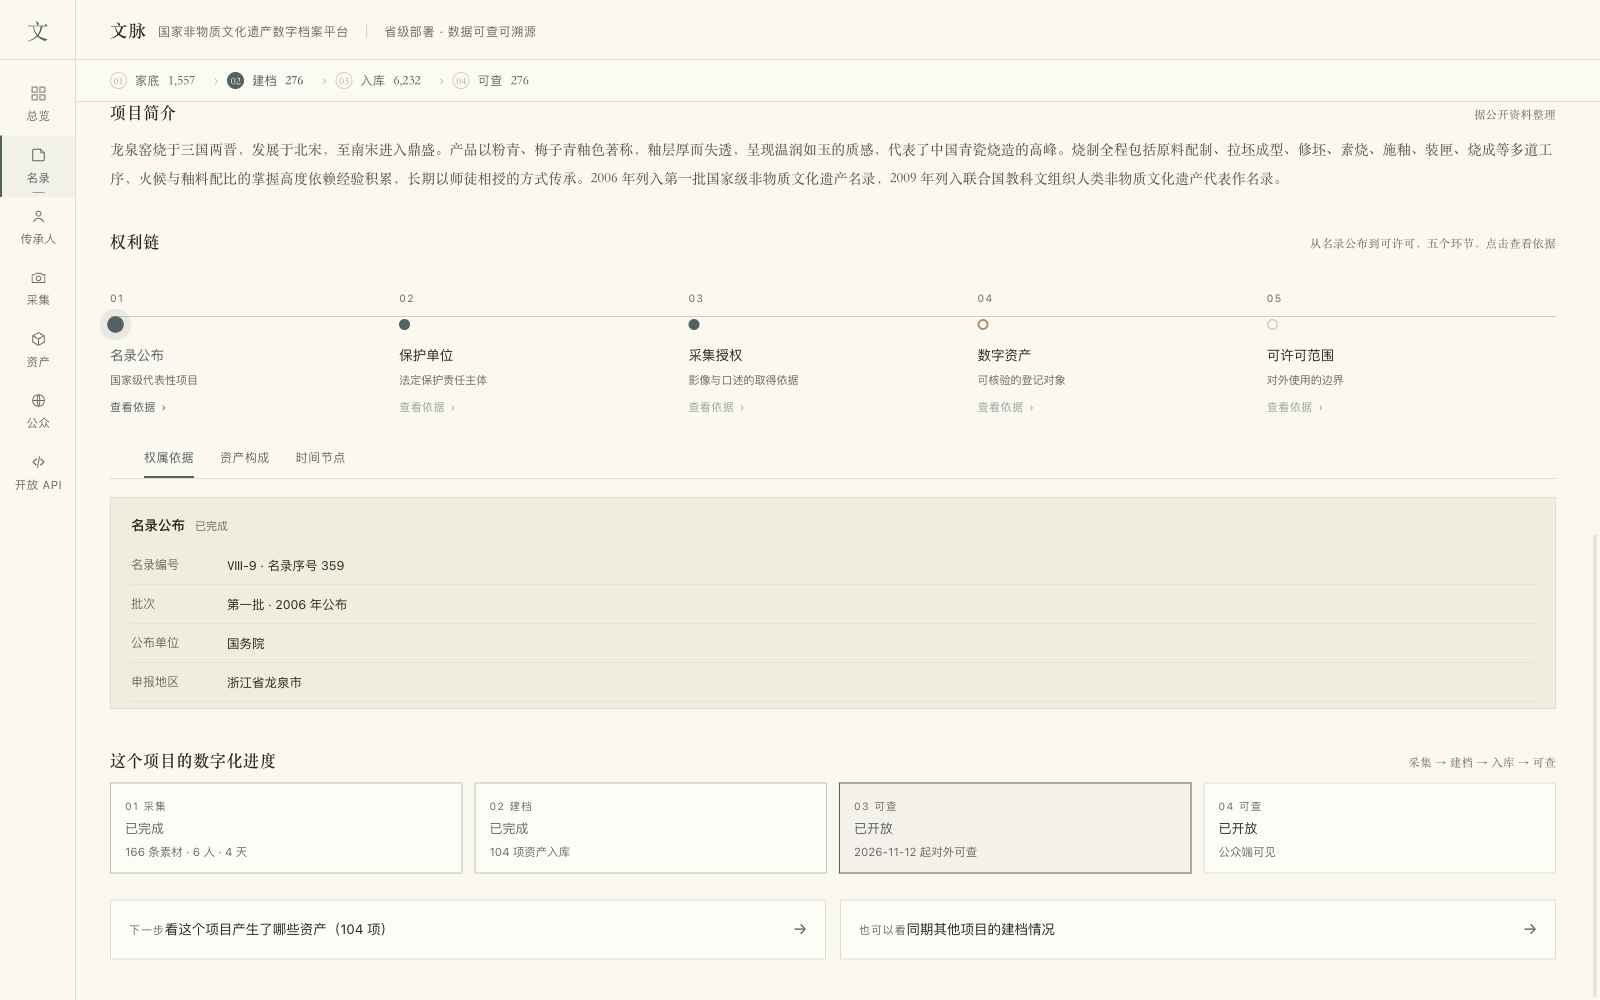 文
文脉 国家非物质文化遗产数字档案平台 省级部署 · 数据可查可溯源
01 家底 1,557 › 02 建档 276 › 03 入库 6,232 › 04 可查 276
总览
名录
传承人
采集
资产
公众
开放 API
项目简介 据公开资料整理
龙泉窑烧于三国两晋，发展于北宋，至南宋进入鼎盛。产品以粉青、梅子青釉色著称，釉层厚而失透，呈现温润如玉的质感，代表了中国青瓷烧造的高峰。烧制全程包括原料配制、拉坯成型、修坯、素烧、施釉、装匣、烧成等多道工
序，火候与釉料配比的掌握高度依赖经验积累，长期以师徒相授的方式传承。2006 年列入第一批国家级非物质文化遗产名录，2009 年列入联合国教科文组织人类非物质文化遗产代表作名录。
权利链 从名录公布到可许可，五个环节，点击查看依据
01 02 03 04 05
名录公布 保护单位 采集授权 数字资产 可许可范围
国家级代表性项目 法定保护责任主体 影像与口述的取得依据 可核验的登记对象 对外使用的边界
查看依据 › 查看依据 › 查看依据 › 查看依据 › 查看依据 ›
权属依据 资产构成 时间节点
名录公布 已完成
名录编号 VIII-9 · 名录序号 359
批次 第一批 · 2006 年公布
公布单位 国务院
申报地区 浙江省龙泉市
这个项目的数字化进度 采集 → 建档 → 入库 → 可查
01 采集 02 建档 03 可查 04 可查
已完成 已完成 已开放 已开放
166 条素材 · 6 人 · 4 天 104 项资产入库 2026-11-12 起对外可查 公众端可见
下一步看这个项目产生了哪些资产（104 项） → 也可以看同期其他项目的建档情况 →